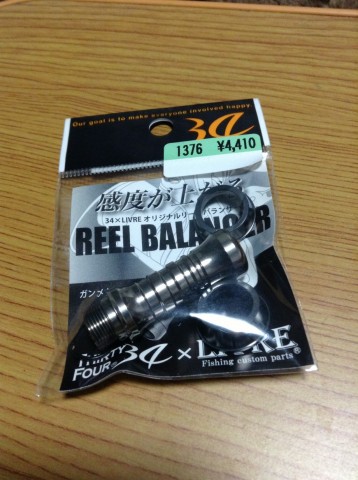 Our goal is to make everyone involved happy.
34
1376 ¥4,410
感度が上がる
34×LIVRE オリジナルリールバランサー
REEL BALANCER
ガンメ
THIRTY
FOUR 34 × LIVRE
Fishing custom parts